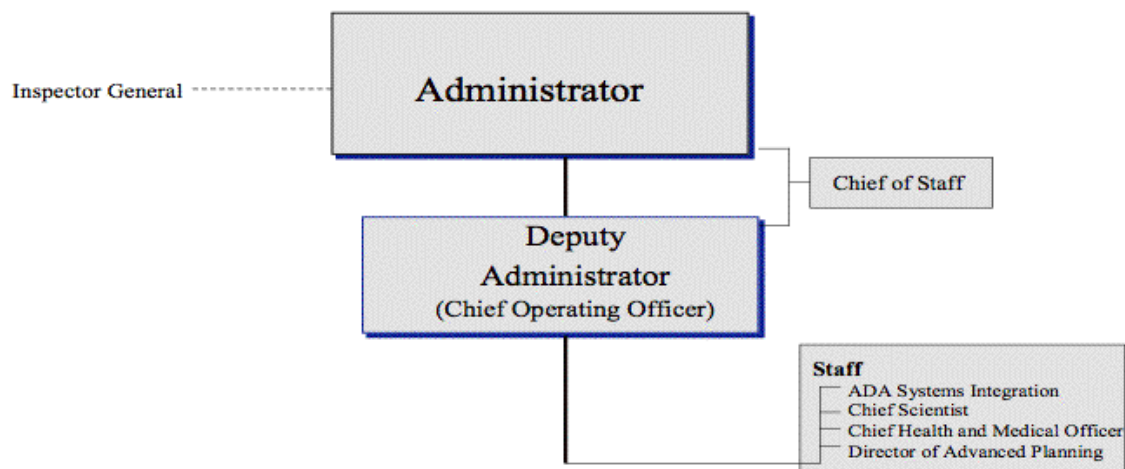 Administrator
Inspector General
Chief of Staff
Deputy
Administrator
(Chief Operating Officer)
Staff
ADA Systems Integration
Chief Scientist
Chief Health and Medical Officer
Director of Advanced Planning